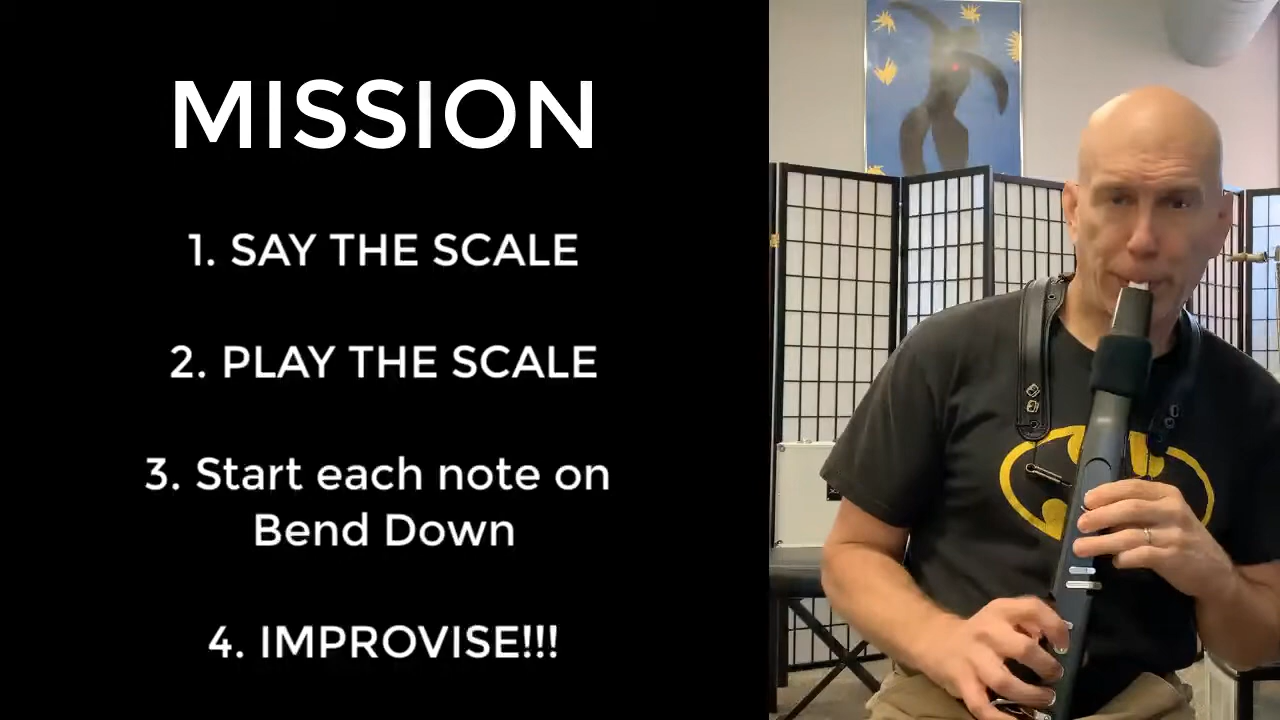 MISSION
1. SAY THE SCALE
2. PLAY THE SCALE
3. Start each note on
Bend Down
4. IMPROVISE!!!